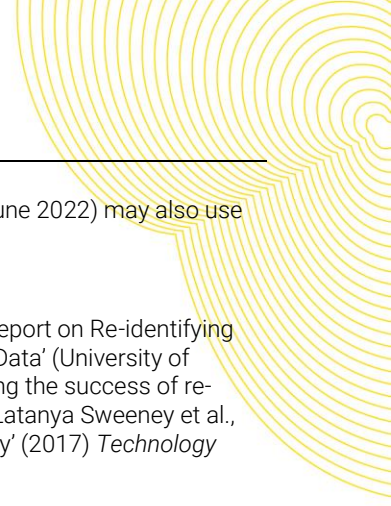 une 2022) may also use
eport on Re-identifying
Data’ (University of
ng the success of re-
Latanya Sweeney et al.,
y’ (2017) Technology